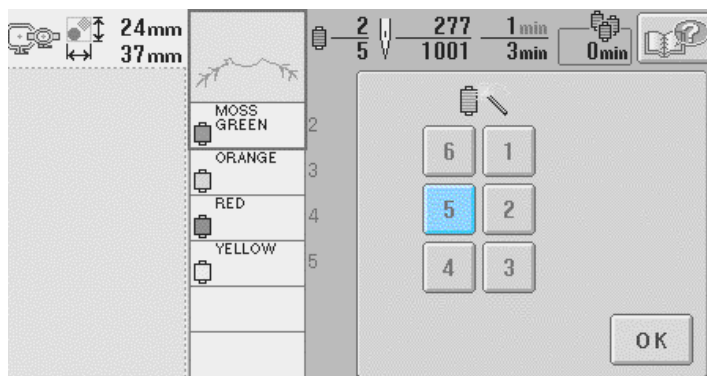 24mm
37mm
2
5
277
1001
1min
3min
0min
MOSS
GREEN
2
ORANGE
3
RED
4
YELLOW
5
6
1
5
2
4
3
OK